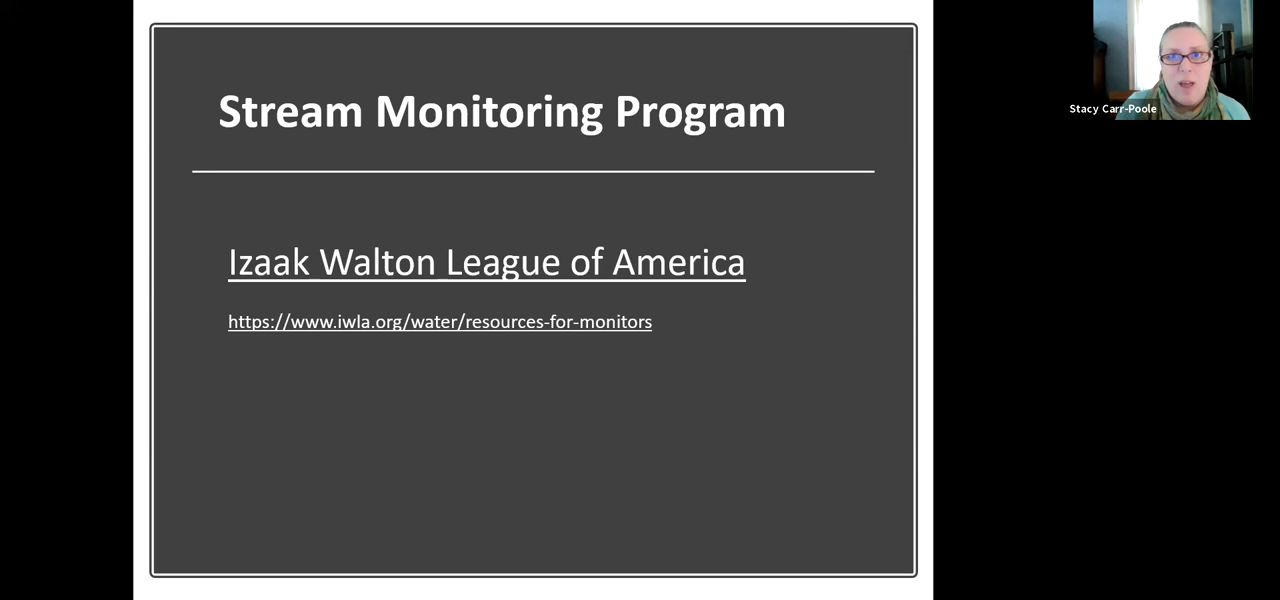 Stream Monitoring Program
Izaak Walton League of America
https://www.iwla.org/water/resources-for-monitors
Stacy Carr-Poole